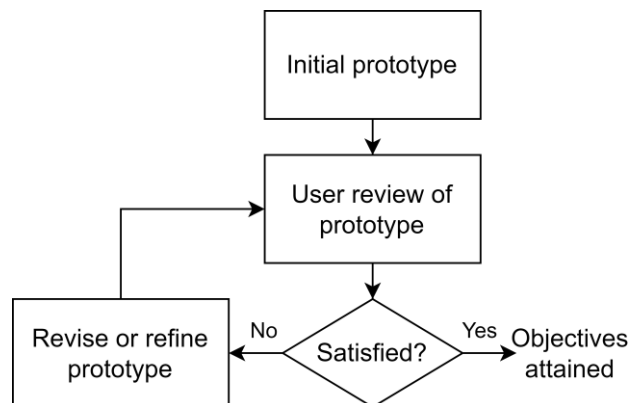 Initial prototype
User review of
prototype
No
Yes
Revise or refine
prototype
Satisfied?
Objectives
attained